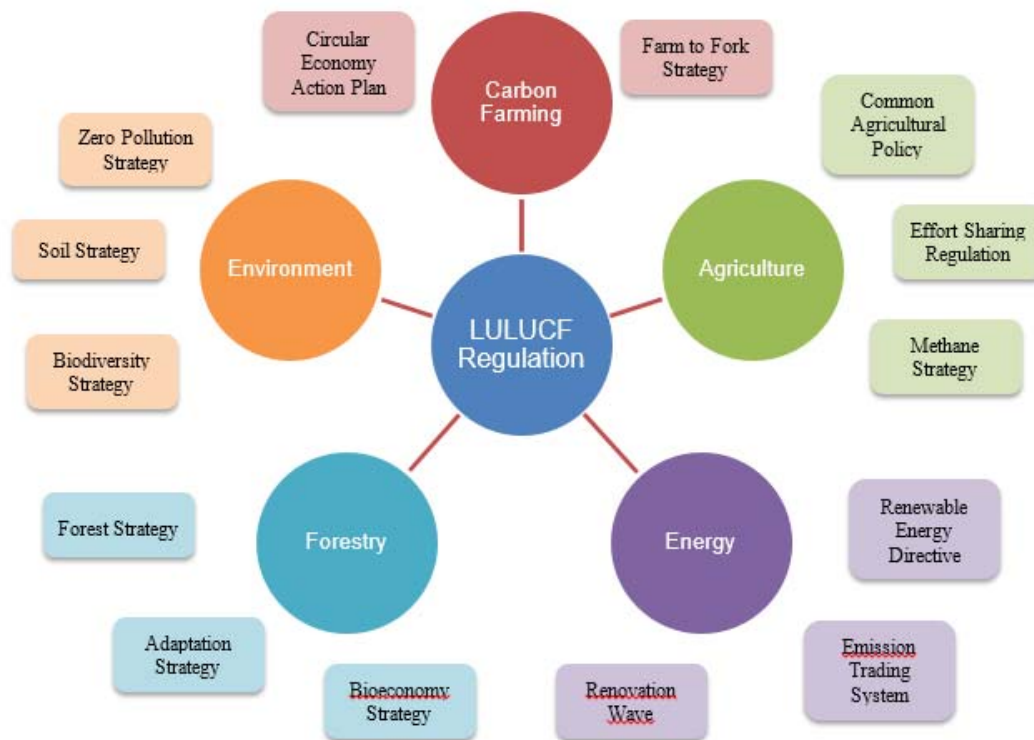 Circular
Economy
Action Plan
Carbon
Farming
Farm to Fork
Strategy
Common
Agricultural
Policy
Zero Pollution
Strategy
Soil Strategy
Environment
Agriculture
Effort Sharing
Regulation
LULUCF
Regulation
Biodiversity
Strategy
Methane
Strategy
Forest Strategy
Forestry
Energy
Renewable
Energy
Directive
Adaptation
Strategy
Bioeconomy
Strategy
Renovation
Wave
Emission
Trading
System